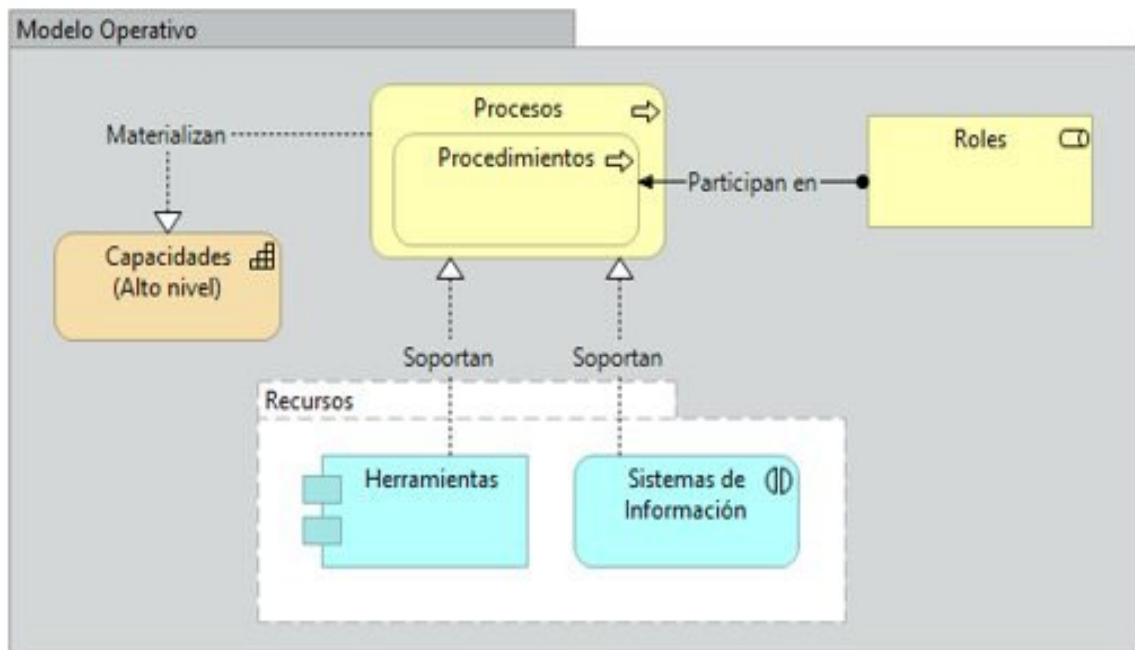 Modelo Operativo
Procesos
Materializan
Procedimientos
Roles
Participan en
Capacidades
(Alto nivel)
Soportan
Soportan
Recursos
Herramientas
Sistemas de
Información